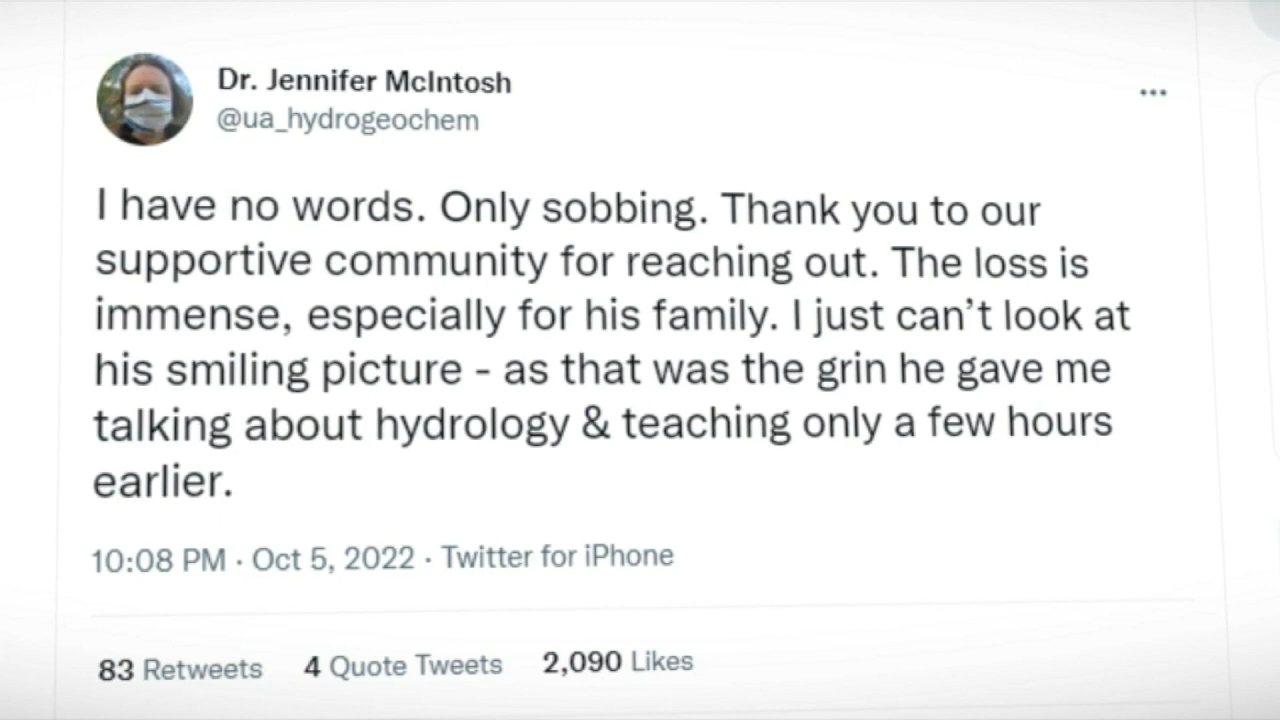 Dr. Jennifer McIntosh
@ua_hydrogeochem
I have no words. Only sobbing. Thank you to our
supportive community for reaching out. The loss is
immense, especially for his family. I just can’t look at
his smiling picture - as that was the grin he gave me
talking about hydrology & teaching only a few hours
earlier.
10:08 PM · Oct 5, 2022 · Twitter for iPhone
83 Retweets 4 Quote Tweets 2,090 Likes